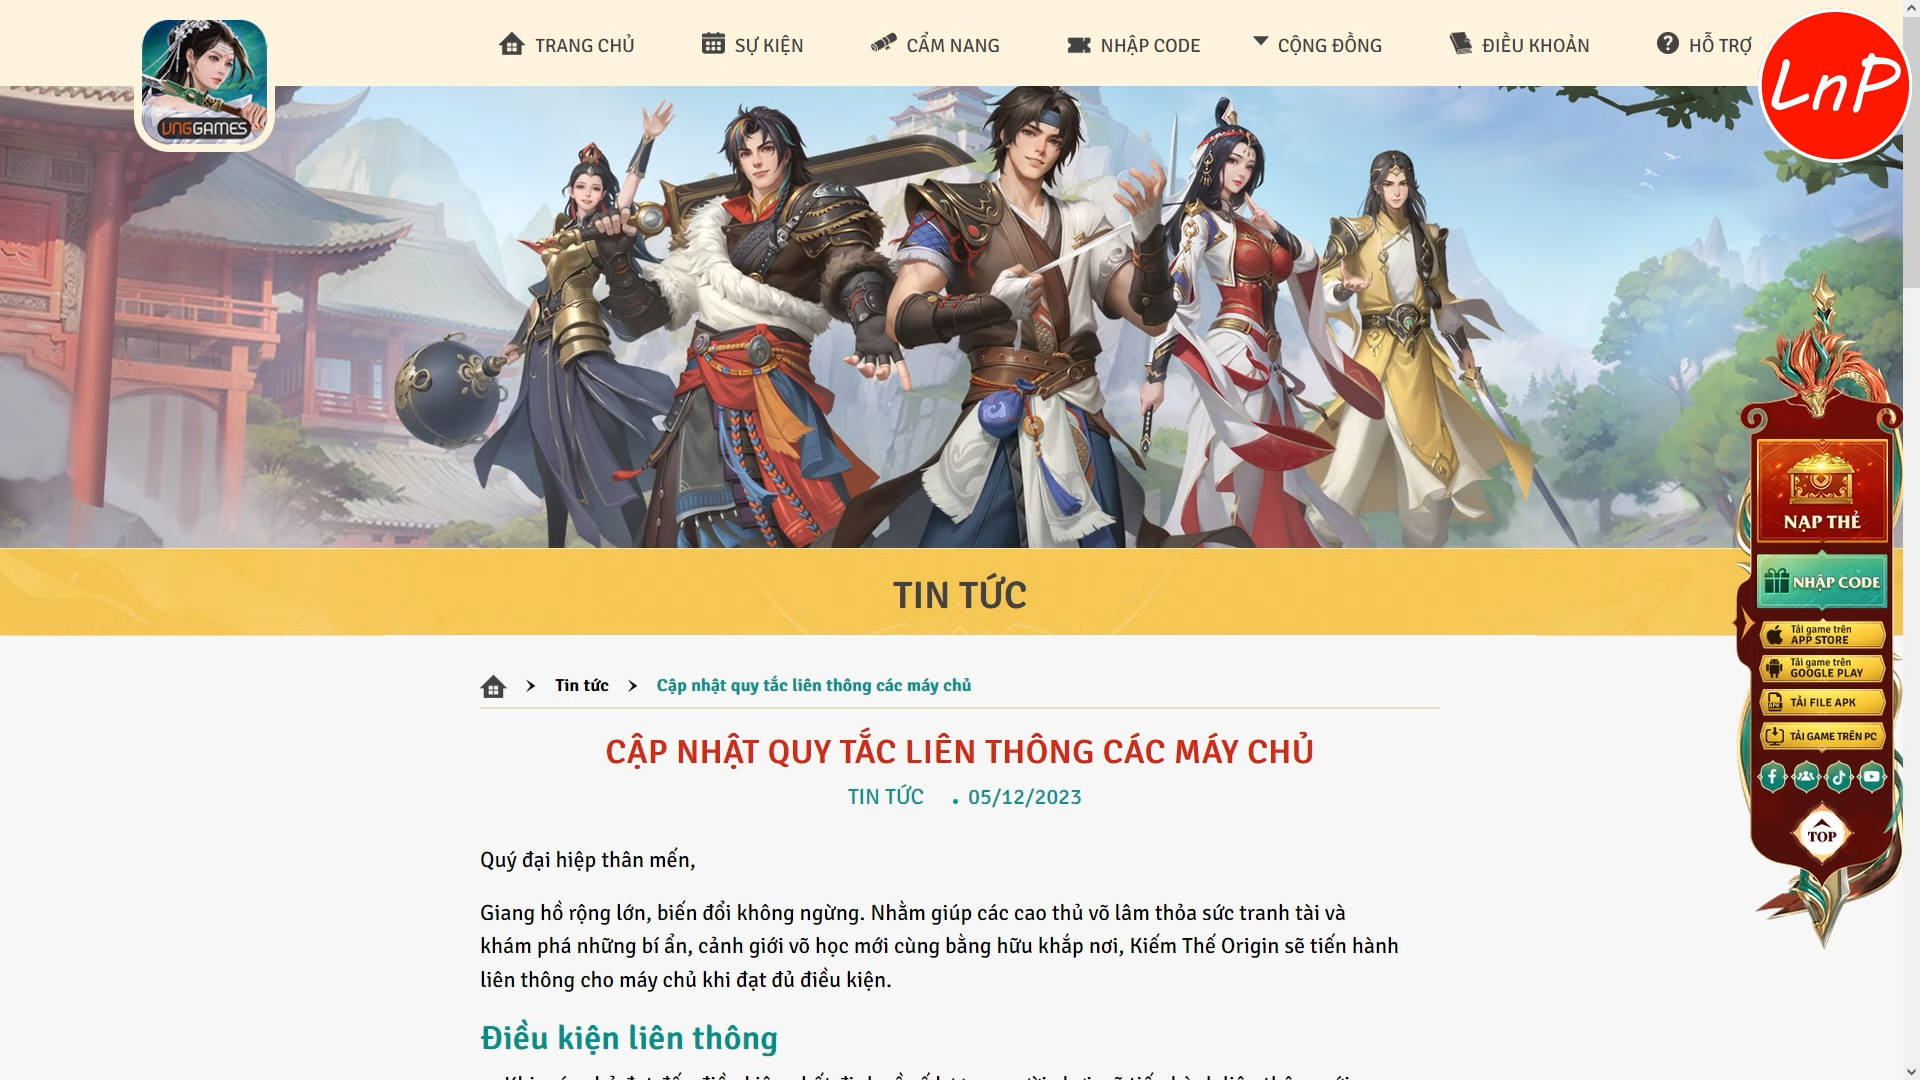 VNGGAMES
TRANG CHỦ
SỰ KIỆN
CẨM NANG
NHẬP CODE
CỘNG ĐỒNG
ĐIỀU KHOẢN
HỖ TRỢ
LnP
TIN TỨC
Tin tức
Cập nhật quy tắc liên thông các máy chủ
CẬP NHẬT QUY TẮC LIÊN THÔNG CÁC MÁY CHỦ
TIN TỨC . 05/12/2023
Quý đại hiệp thân mến,
Giang hồ rộng lớn, biến đổi không ngừng. Nhằm giúp các cao thủ võ lâm thỏa sức tranh tài và
khám phá những bí ẩn, cảnh giới võ học mới cùng bằng hữu khắp nơi, Kiếm Thế Origin sẽ tiến hành
liên thông cho máy chủ khi đạt đủ điều kiện.
Điều kiện liên thông
NẠP THẺ
NHẬP CODE
Tải game trên
APP STORE
Tải game trên
GOOGLE PLAY
TẢI FILE APK
TẢI GAME TRÊN PC
TOP